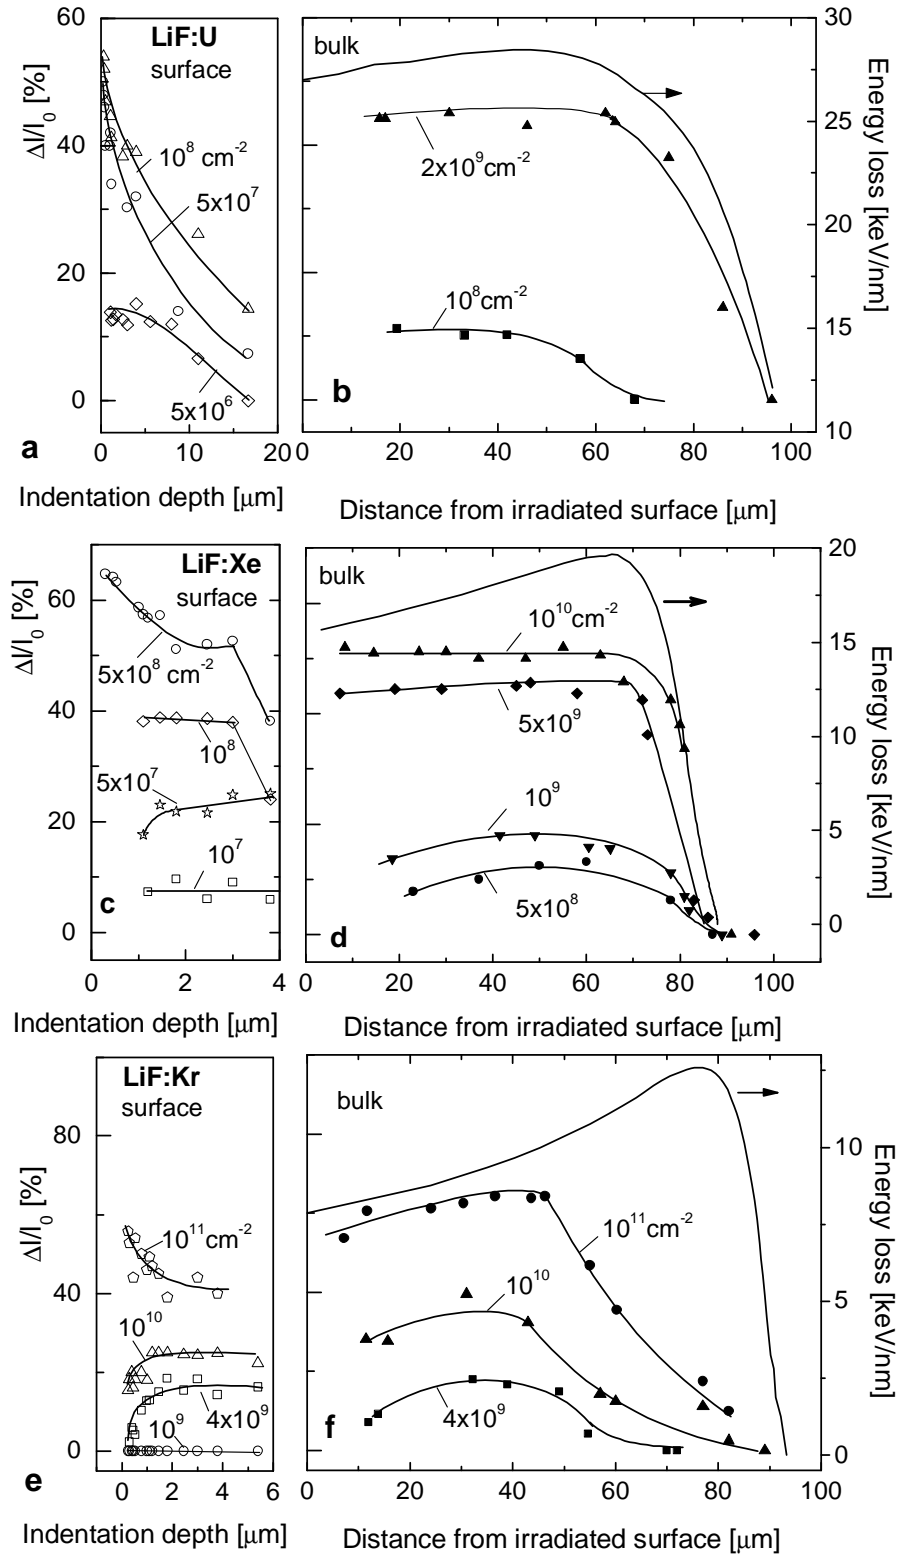 LiF:U
surface
ΔI/I0 [%]
60
40
20
0
10^8 cm^-2
5x10^7
5x10^6
a
0
10
20
Indentation depth [μm]
bulk
2x10^9cm^-2
10^8cm^-2
b
0
20
40
60
80
100
Distance from irradiated surface [μm]
30
25
20
15
10
Energy loss [keV/nm]
LiF:Xe
surface
ΔI/I0 [%]
60
40
20
0
5x10^8 cm^-2
10^8
5x10^7
10^7
c
0
2
4
Indentation depth [μm]
bulk
10^10cm^-2
5x10^9
10^9
5x10^8
d
0
20
40
60
80
100
Distance from irradiated surface [μm]
20
15
10
5
0
Energy loss [keV/nm]
LiF:Kr
surface
ΔI/I0 [%]
80
40
0
10^11cm^-2
10^10
10^9
4x10^9
e
0
2
4
6
Indentation depth [μm]
bulk
10^11cm^-2
10^10
4x10^9
f
0
20
40
60
80
100
Distance from irradiated surface [μm]
10
5
0
Energy loss [keV/nm]